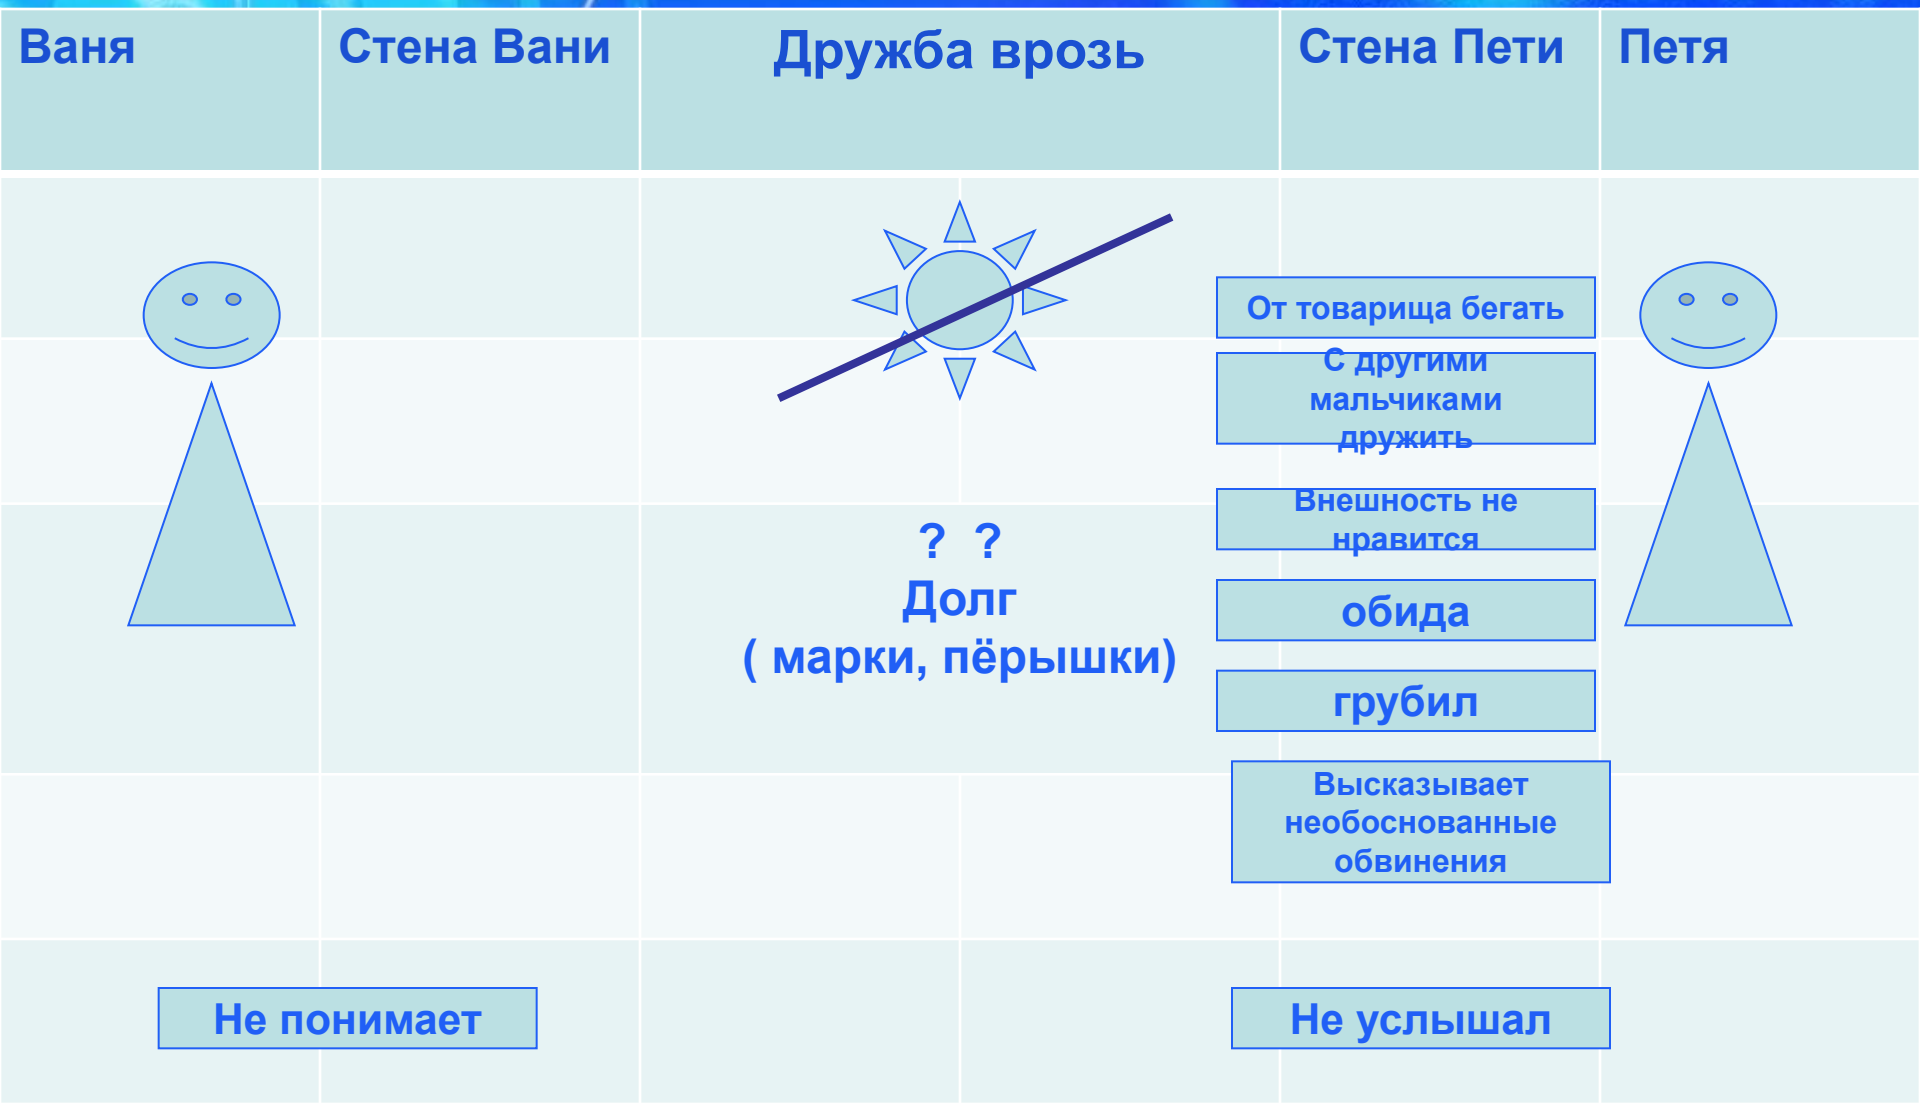 Ваня
Стена Вани
Дружба врозь
Стена Пети
Петя
От товарища бегать
С другими
мальчиками
дружить
Внешность не
нравится
? ?
Долг
( марки, пёрышки)
обида
грубил
Высказывает
необоснованные
обвинения
Не понимает
Не услышал